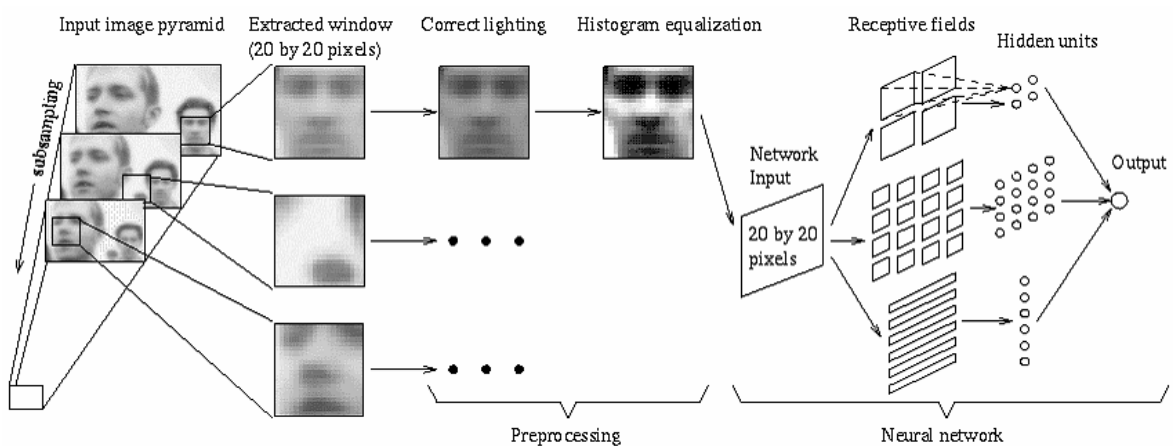 Input image pyramid
Extracted window
(20 by 20 pixels)
Correct lighting
Histogram equalization
Receptive fields
Hidden units
subsampling
Network
Input
Output
20 by 20
pixels
Preprocessing
Neural network